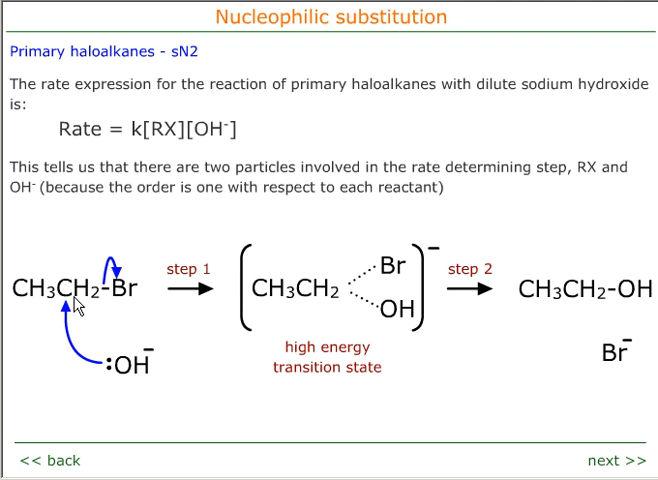 Nucleophilic substitution
Primary haloalkanes - sN2
The rate expression for the reaction of primary haloalkanes with dilute sodium hydroxide
is:
Rate = k[RX][OH⁻]
This tells us that there are two particles involved in the rate determining step, RX and
OH⁻ (because the order is one with respect to each reactant)
CH₃CH₂-Br step 1 CH₃CH₂ Br OH − step 2 CH₃CH₂-OH
:OH⁻ high energy Br⁻
transition state
<< back next >>